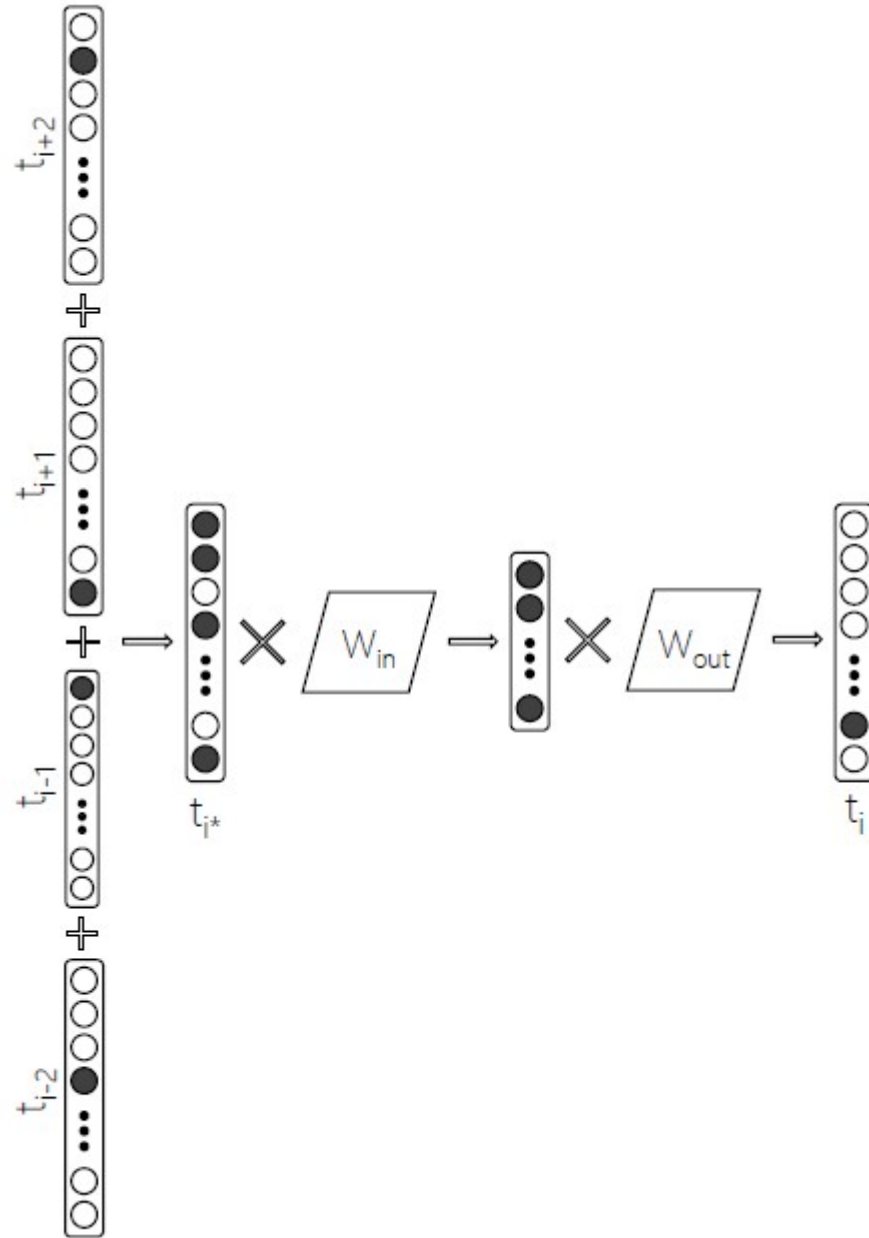 t_{i+2}
+
t_{i+1}
+
t_{i-1}
+
t_{i-2}
t_{i*}
×
W_{in}
×
W_{out}
t_i